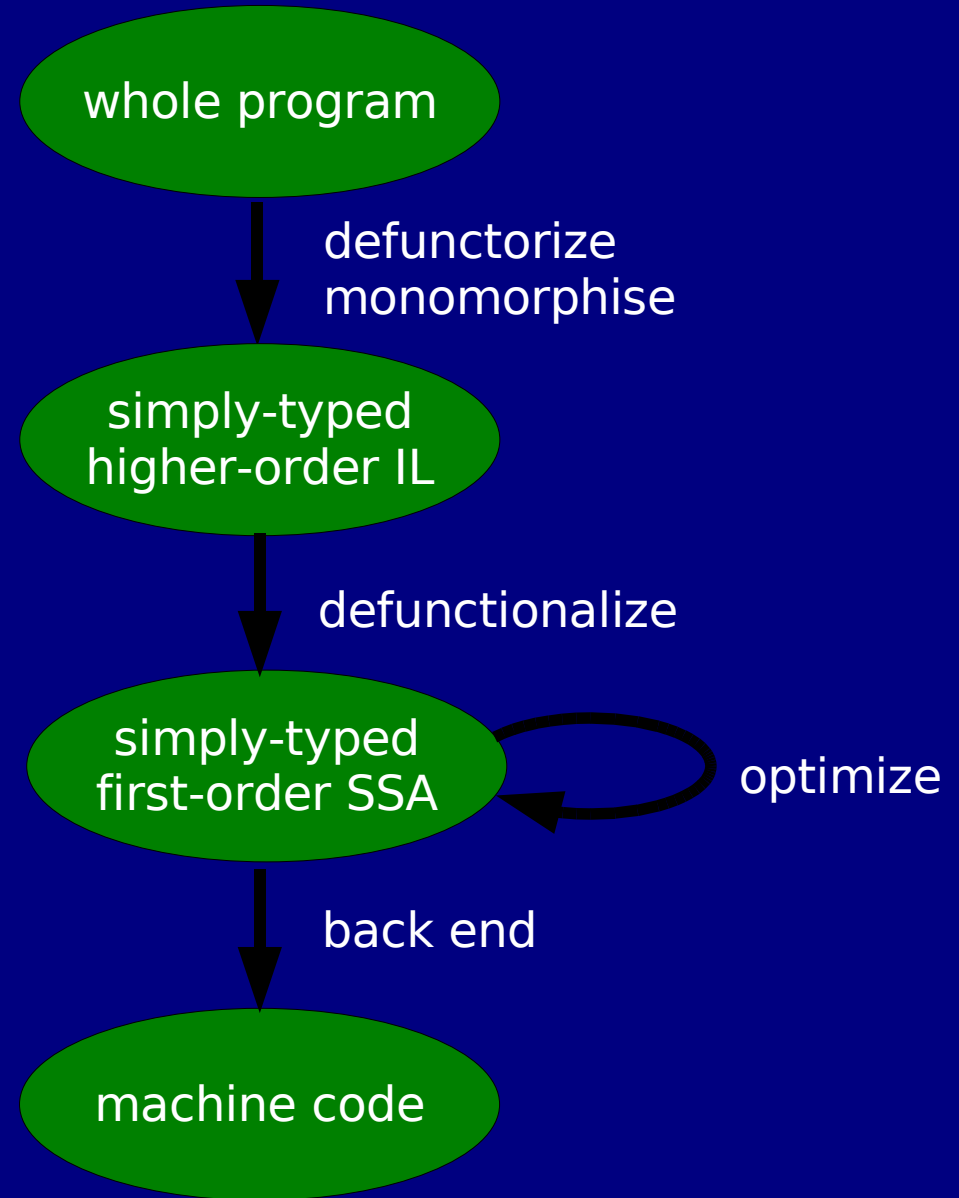 whole program
defunctorize
monomorphise
simply-typed
higher-order IL
defunctionalize
simply-typed
first-order SSA
optimize
back end
machine code